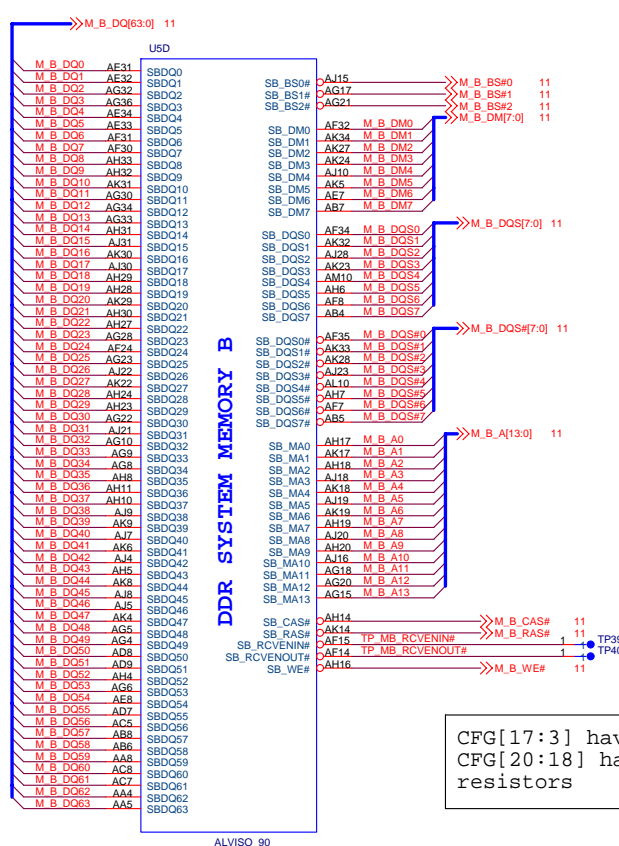 M_B_DQ[63:0] 11
U5D
M_B_DQ0 AE31 SBDQ0
M_B_DQ1 AE32 SBDQ1
M_B_DQ2 AG32 SBDQ2
M_B_DQ3 AG36 SBDQ3
M_B_DQ4 AE34 SBDQ4
M_B_DQ5 AE33 SBDQ5
M_B_DQ6 AF31 SBDQ6
M_B_DQ7 AF30 SBDQ7
M_B_DQ8 AH33 SBDQ8
M_B_DQ9 AH32 SBDQ9
M_B_DQ10 AK31 SBDQ10
M_B_DQ11 AG30 SBDQ11
M_B_DQ12 AG34 SBDQ12
M_B_DQ13 AG33 SBDQ13
M_B_DQ14 AH31 SBDQ14
M_B_DQ15 AJ31 SBDQ15
M_B_DQ16 AK30 SBDQ16
M_B_DQ17 AJ30 SBDQ17
M_B_DQ18 AH29 SBDQ18
M_B_DQ19 AH28 SBDQ19
M_B_DQ20 AK29 SBDQ20
M_B_DQ21 AH30 SBDQ21
M_B_DQ22 AH27 SBDQ22
M_B_DQ23 AG28 SBDQ23
M_B_DQ24 AF24 SBDQ24
M_B_DQ25 AG23 SBDQ25
M_B_DQ26 AJ22 SBDQ26
M_B_DQ27 AK22 SBDQ27
M_B_DQ28 AH24 SBDQ28
M_B_DQ29 AH23 SBDQ29
M_B_DQ30 AG22 SBDQ30
M_B_DQ31 AJ21 SBDQ31
M_B_DQ32 AG10 SBDQ32
M_B_DQ33 AG9 SBDQ33
M_B_DQ34 AG8 SBDQ34
M_B_DQ35 AH8 SBDQ35
M_B_DQ36 AH11 SBDQ36
M_B_DQ37 AH10 SBDQ37
M_B_DQ38 AJ9 SBDQ38
M_B_DQ39 AK9 SBDQ39
M_B_DQ40 AJ7 SBDQ40
M_B_DQ41 AK6 SBDQ41
M_B_DQ42 AJ4 SBDQ42
M_B_DQ43 AH5 SBDQ43
M_B_DQ44 AK8 SBDQ44
M_B_DQ45 AJ8 SBDQ45
M_B_DQ46 AJ5 SBDQ46
M_B_DQ47 AK4 SBDQ47
M_B_DQ48 AG5 SBDQ48
M_B_DQ49 AG4 SBDQ49
M_B_DQ50 AD8 SBDQ50
M_B_DQ51 AD9 SBDQ51
M_B_DQ52 AH4 SBDQ52
M_B_DQ53 AG6 SBDQ53
M_B_DQ54 AE8 SBDQ54
M_B_DQ55 AD7 SBDQ55
M_B_DQ56 AC5 SBDQ56
M_B_DQ57 AB8 SBDQ57
M_B_DQ58 AB6 SBDQ58
M_B_DQ59 AA8 SBDQ59
M_B_DQ60 AC8 SBDQ60
M_B_DQ61 AC7 SBDQ61
M_B_DQ62 AA4 SBDQ62
M_B_DQ63 AA5 SBDQ63
DDR SYSTEM MEMORY B
SB_BS0# AJ15 M_B_BS#0 11
SB_BS1# AG17 M_B_BS#1 11
SB_BS2# AG21 M_B_BS#2 11
M_B_DM[7:0] 11
SB_DM0 AF32 M_B_DM0
SB_DM1 AK34 M_B_DM1
SB_DM2 AK27 M_B_DM2
SB_DM3 AK24 M_B_DM3
SB_DM4 AJ10 M_B_DM4
SB_DM5 AK5 M_B_DM5
SB_DM6 AE7 M_B_DM6
SB_DM7 AB7 M_B_DM7
M_B_DQS[7:0] 11
SB_DQS0 AF34 M_B_DQS0
SB_DQS1 AK32 M_B_DQS1
SB_DQS2 AJ28 M_B_DQS2
SB_DQS3 AK23 M_B_DQS3
SB_DQS4 AM10 M_B_DQS4
SB_DQS5 AH6 M_B_DQS5
SB_DQS6 AF8 M_B_DQS6
SB_DQS7 AB4 M_B_DQS7
M_B_DQS#[7:0] 11
SB_DQS0# AF35 M_B_DQS#0
SB_DQS1# AK33 M_B_DQS#1
SB_DQS2# AK28 M_B_DQS#2
SB_DQS3# AJ23 M_B_DQS#3
SB_DQS4# AL10 M_B_DQS#4
SB_DQS5# AH7 M_B_DQS#5
SB_DQS6# AF7 M_B_DQS#6
SB_DQS7# AB5 M_B_DQS#7
M_B_A[13:0] 11
SB_MA0 AH17 M_B_A0
SB_MA1 AK17 M_B_A1
SB_MA2 AH18 M_B_A2
SB_MA3 AJ18 M_B_A3
SB_MA4 AK18 M_B_A4
SB_MA5 AJ19 M_B_A5
SB_MA6 AK19 M_B_A6
SB_MA7 AH19 M_B_A7
SB_MA8 AJ20 M_B_A8
SB_MA9 AH20 M_B_A9
SB_MA10 AJ16 M_B_A10
SB_MA11 AG18 M_B_A11
SB_MA12 AG20 M_B_A12
SB_MA13 AG15 M_B_A13
SB_CAS# AH14 M_B_CAS# 11
SB_RAS# AK14 M_B_RAS# 11
SB_RCVENIN# AF15 TP_MB_RCVENIN# 1 1 TP39
SB_RCVENOUT# AF14 TP_MB_RCVENOUT# 1 1 TP40
SB_WE# AH16 M_B_WE# 11
CFG[17:3] hav
CFG[20:18] ha
resistors
ALVISO_90